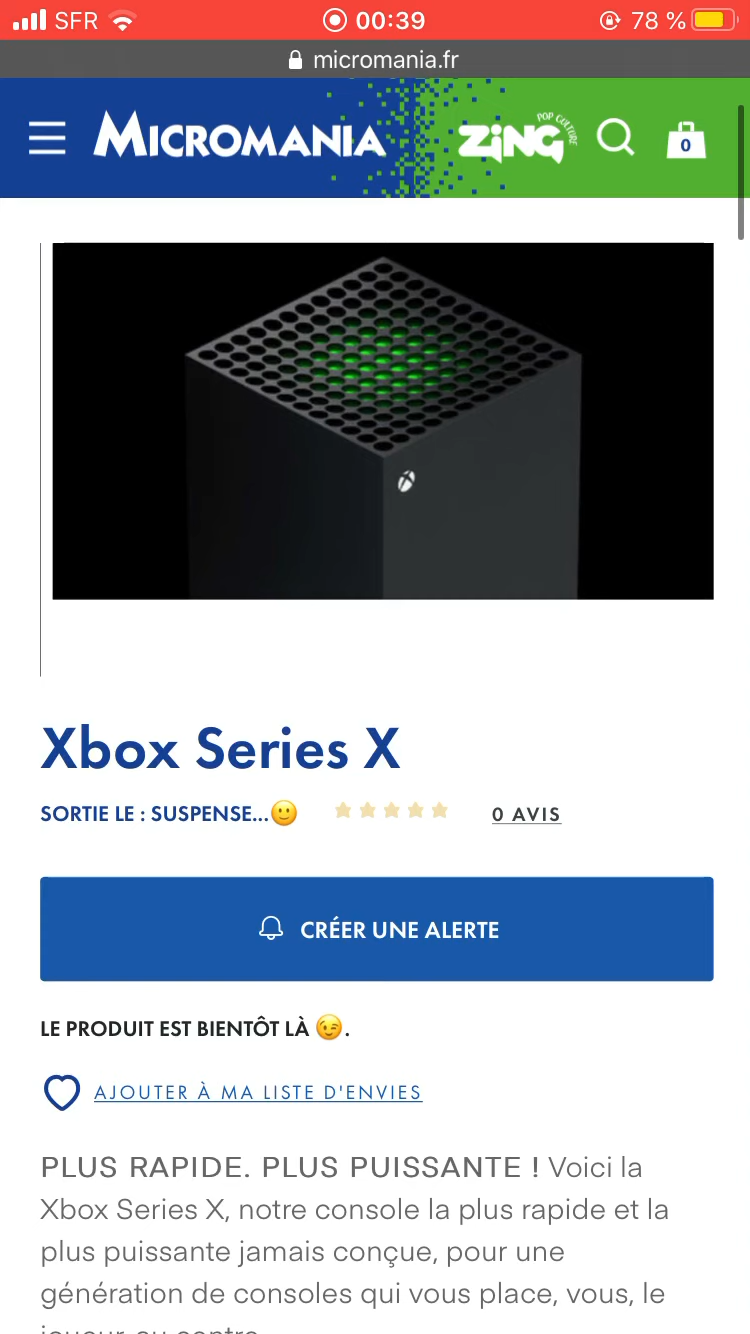 SFR 00:39 78 %
micromania.fr
MICROMANIA ZiNG POP CULTURE 0
Xbox Series X
SORTIE LE : SUSPENSE...🙂 0 AVIS
CRÉER UNE ALERTE
LE PRODUIT EST BIENTÔT LÀ 😉.
AJOUTER À MA LISTE D'ENVIES
PLUS RAPIDE. PLUS PUISSANTE ! Voici la
Xbox Series X, notre console la plus rapide et la
plus puissante jamais conçue, pour une
génération de consoles qui vous place, vous, le